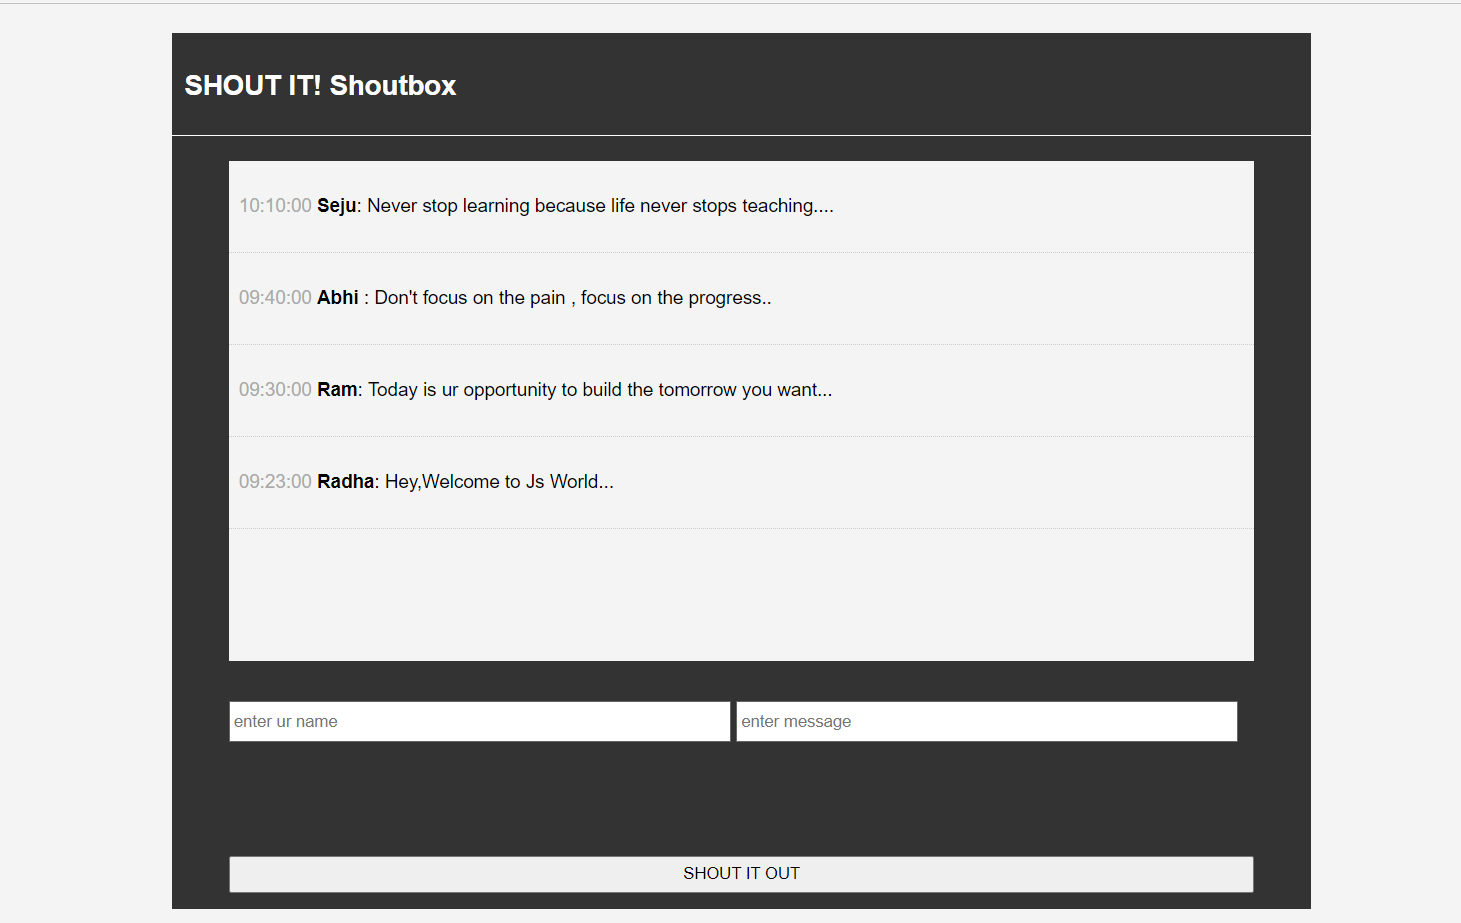 SHOUT IT! Shoutbox
10:10:00 Seju: Never stop learning because life never stops teaching....
09:40:00 Abhi : Don't focus on the pain , focus on the progress..
09:30:00 Ram: Today is ur opportunity to build the tomorrow you want...
09:23:00 Radha: Hey,Welcome to Js World...
enter ur name enter message
SHOUT IT OUT